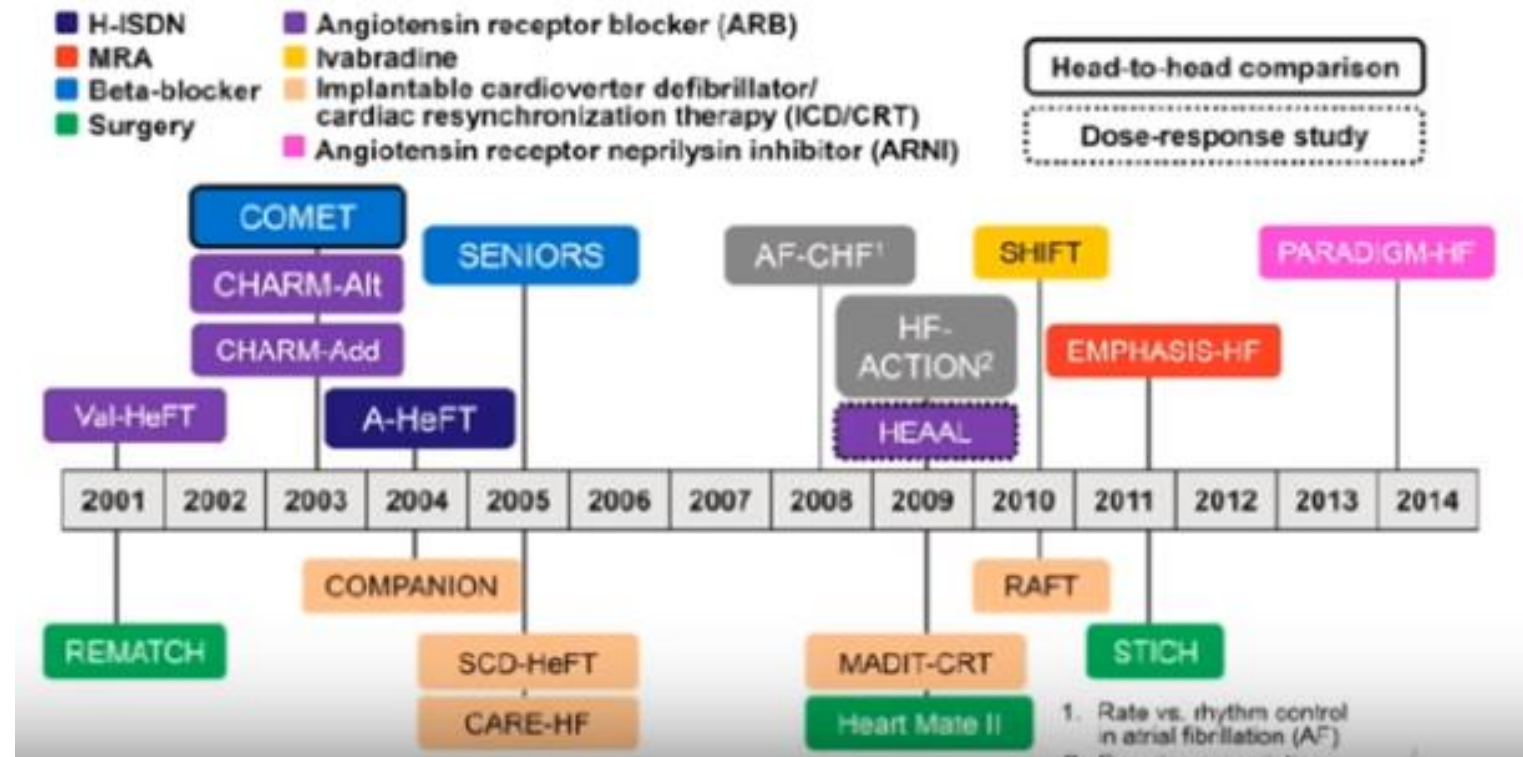 H-ISDN
MRA
Beta-blocker
Surgery
Angiotensin receptor blocker (ARB)
Ivabradine
Implantable cardioverter defibrillator/
cardiac resynchronization therapy (ICD/CRT)
Angiotensin receptor neprilysin inhibitor (ARNI)
Head-to-head comparison
Dose-response study
COMET
CHARM-Alt
CHARM-Add
Val-HeFT
A-HeFT
SENIORS
AF-CHF¹
HF-
ACTION²
HEAAL
SHIFT
EMPHASIS-HF
PARADIGM-HF
2001 2002 2003 2004 2005 2006 2007 2008 2009 2010 2011 2012 2013 2014
REMATCH
COMPANION
SCD-HeFT
CARE-HF
MADIT-CRT
Heart Mate II
RAFT
STICH
1. Rate vs. rhythm control
in atrial fibrillation (AF)